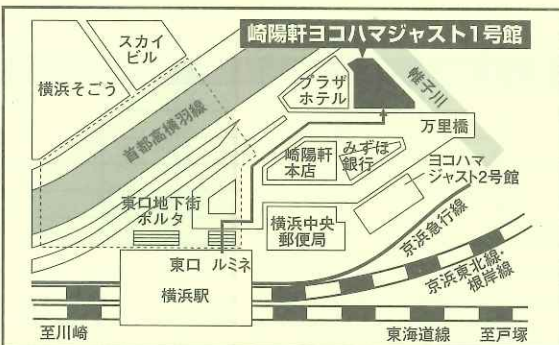 スカイ
ビル
崎陽軒ヨコハマジャスト1号館
横浜そごう
プラザ
ホテル
帷子川
首都高横羽線
万里橋
崎陽軒
本店
みずほ
銀行
ヨコハマ
ジャスト2号館
東口地下街
ポルタ
横浜中央
郵便局
京浜急行線
京浜東北線・
根岸線
東口 ルミネ
横浜駅
至川崎
東海道線
至戸塚